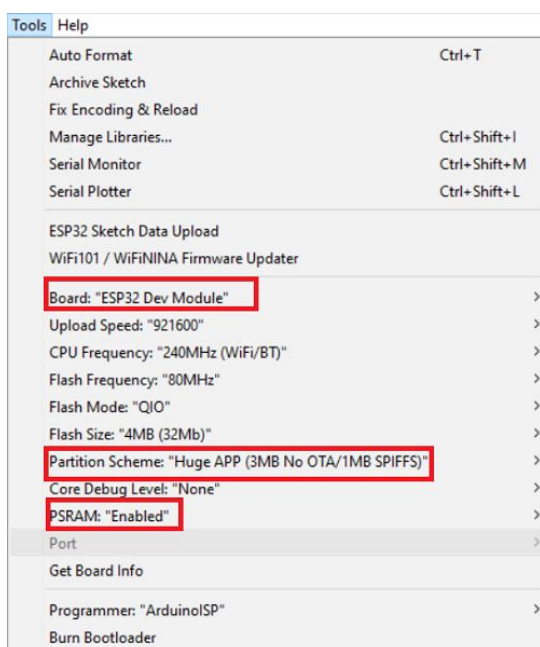 Tools Help
Auto Format Ctrl+T
Archive Sketch
Fix Encoding & Reload
Manage Libraries... Ctrl+Shift+I
Serial Monitor Ctrl+Shift+M
Serial Plotter Ctrl+Shift+L
ESP32 Sketch Data Upload
WiFi101 / WiFiNINA Firmware Updater
Board: "ESP32 Dev Module"
Upload Speed: "921600"
CPU Frequency: "240MHz (WiFi/BT)"
Flash Frequency: "80MHz"
Flash Mode: "QIO"
Flash Size: "4MB (32Mb)"
Partition Scheme: "Huge APP (3MB No OTA/1MB SPIFFS)"
Core Debug Level: "None"
PSRAM: "Enabled"
Port
Get Board Info
Programmer: "ArduinoISP"
Burn Bootloader